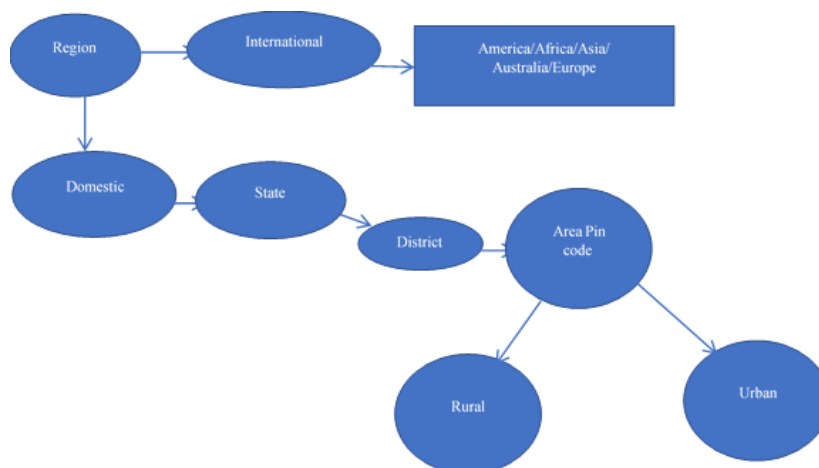 Region
International
America/Africa/Asia/
Australia/Europe
Domestic
State
District
Area Pin
code
Rural
Urban